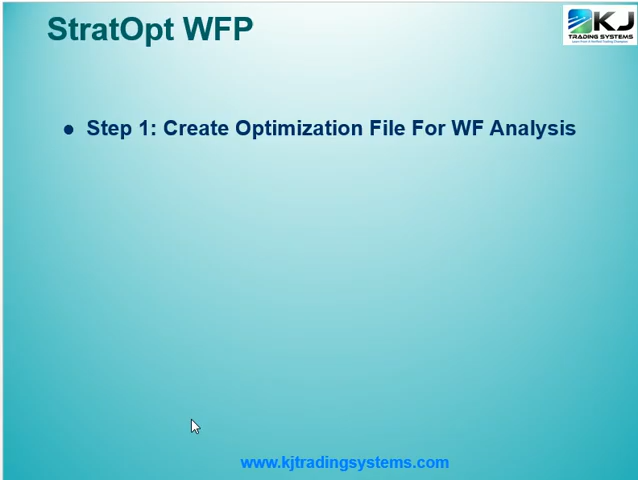 StratOpt WFP
KJ
TRADING SYSTEMS
● Step 1: Create Optimization File For WF Analysis
www.kjtradingsystems.com